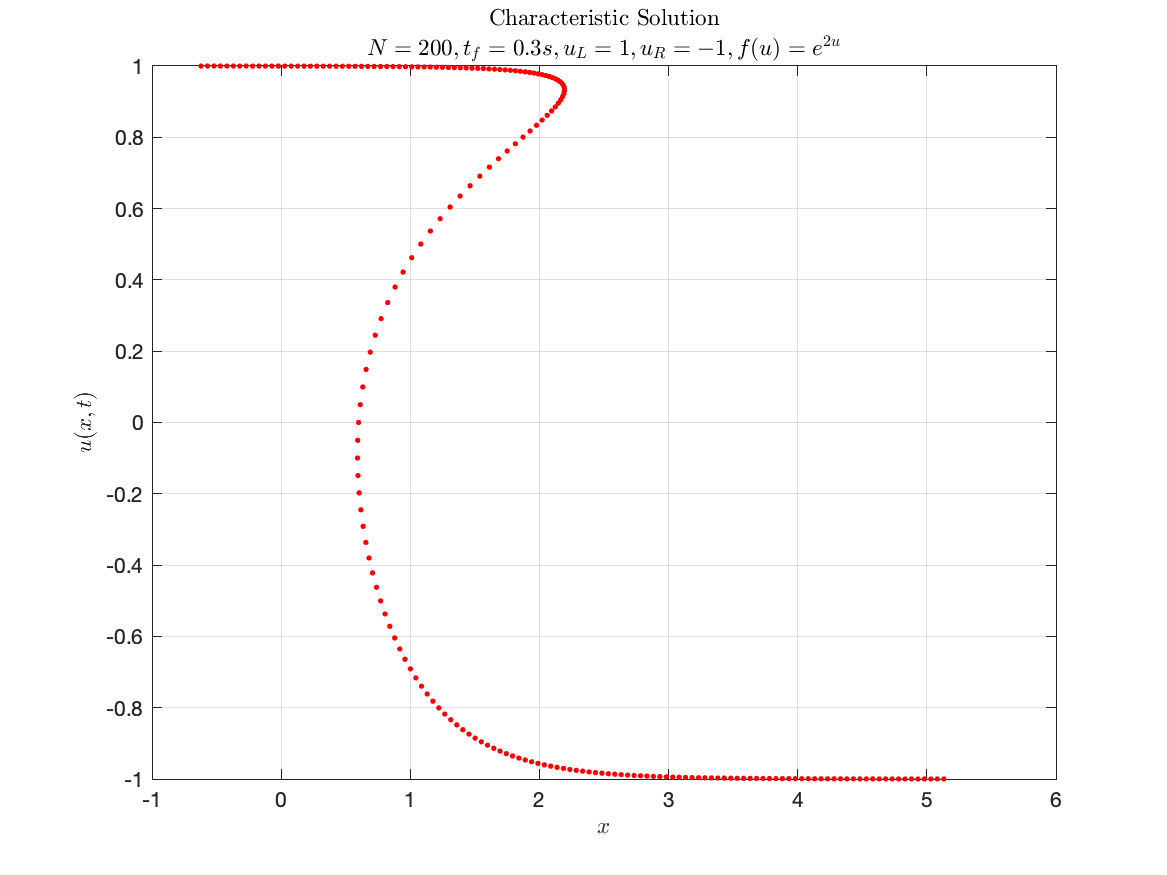 Characteristic Solution
N = 200, t_f = 0.3s, u_L = 1, u_R = −1, f(u) = e^{2u}
1
0.8
0.6
0.4
0.2
0
-0.2
-0.4
-0.6
-0.8
-1
u(x, t)
-1 0 1 2 3 4 5 6
x